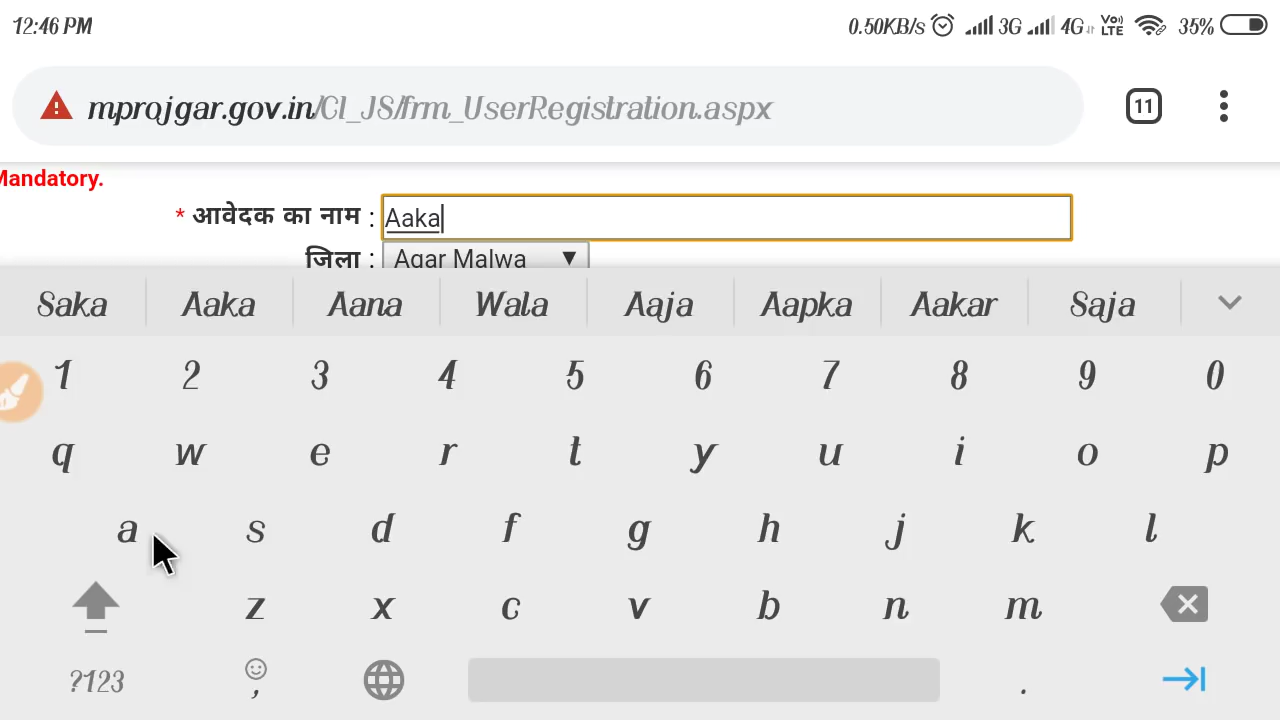 12:46 PM 0.50KB/s 3G 4G Vo) LTE 35%
mprojgar.gov.in/CI_JS/frm_UserRegistration.aspx 11
Mandatory.
* आवेदक का नाम : Aaka
जिला : Agar Malwa
Saka Aaka Aana Wala Aaja Aapka Aakar Saja
1 2 3 4 5 6 7 8 9 0
q w e r t y u i o p
a s d f g h j k l
z x c v b n m
?123 , .